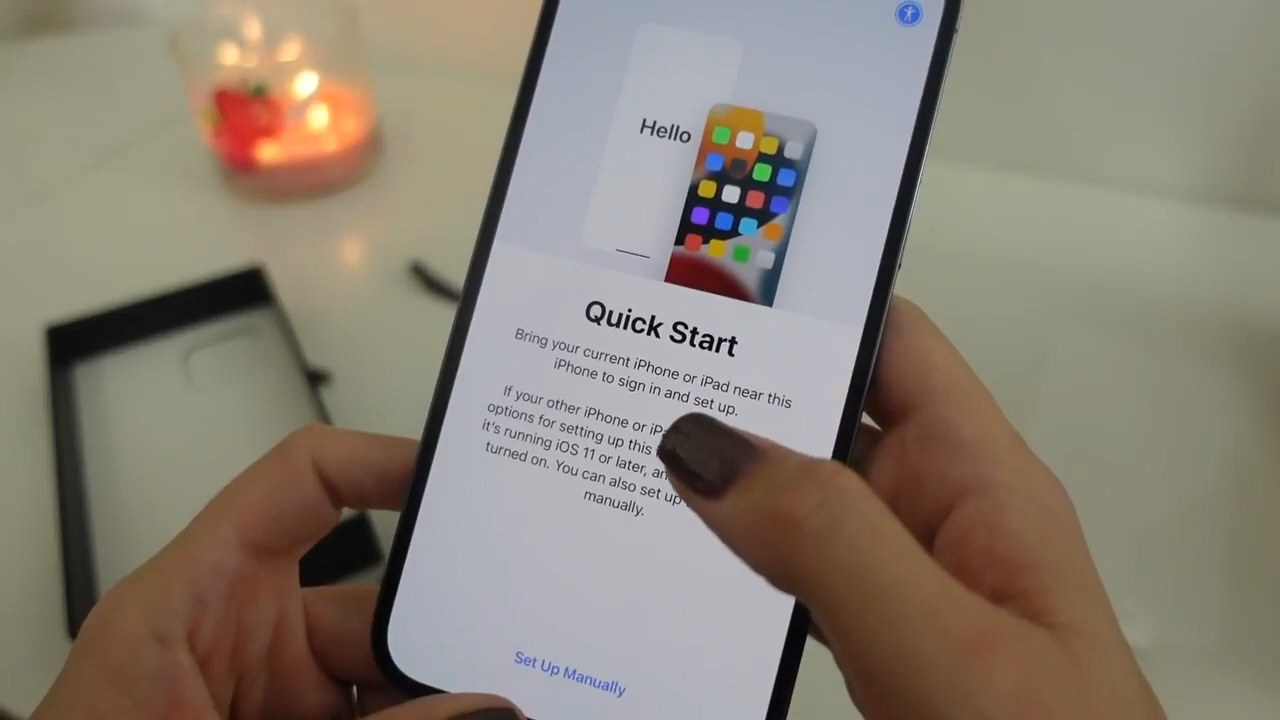 Hello
Quick Start
Bring your current iPhone or iPad near this
iPhone to sign in and set up.
If your other iPhone or
options for setting up this
it's running iOS 11 or later,
turned on. You can also set up
manually.
Set Up Manually